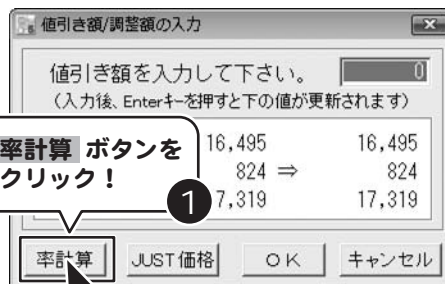 値引き額/調整額の入力
値引き額を入力して下さい。 0
(入力後、Enterキーを押すと下の値が更新されます)
率計算 ボタンを
クリック！
16,495 16,495
824 ⇒ 824
7,319 17,319
1
率計算 JUST価格 OK キャンセル